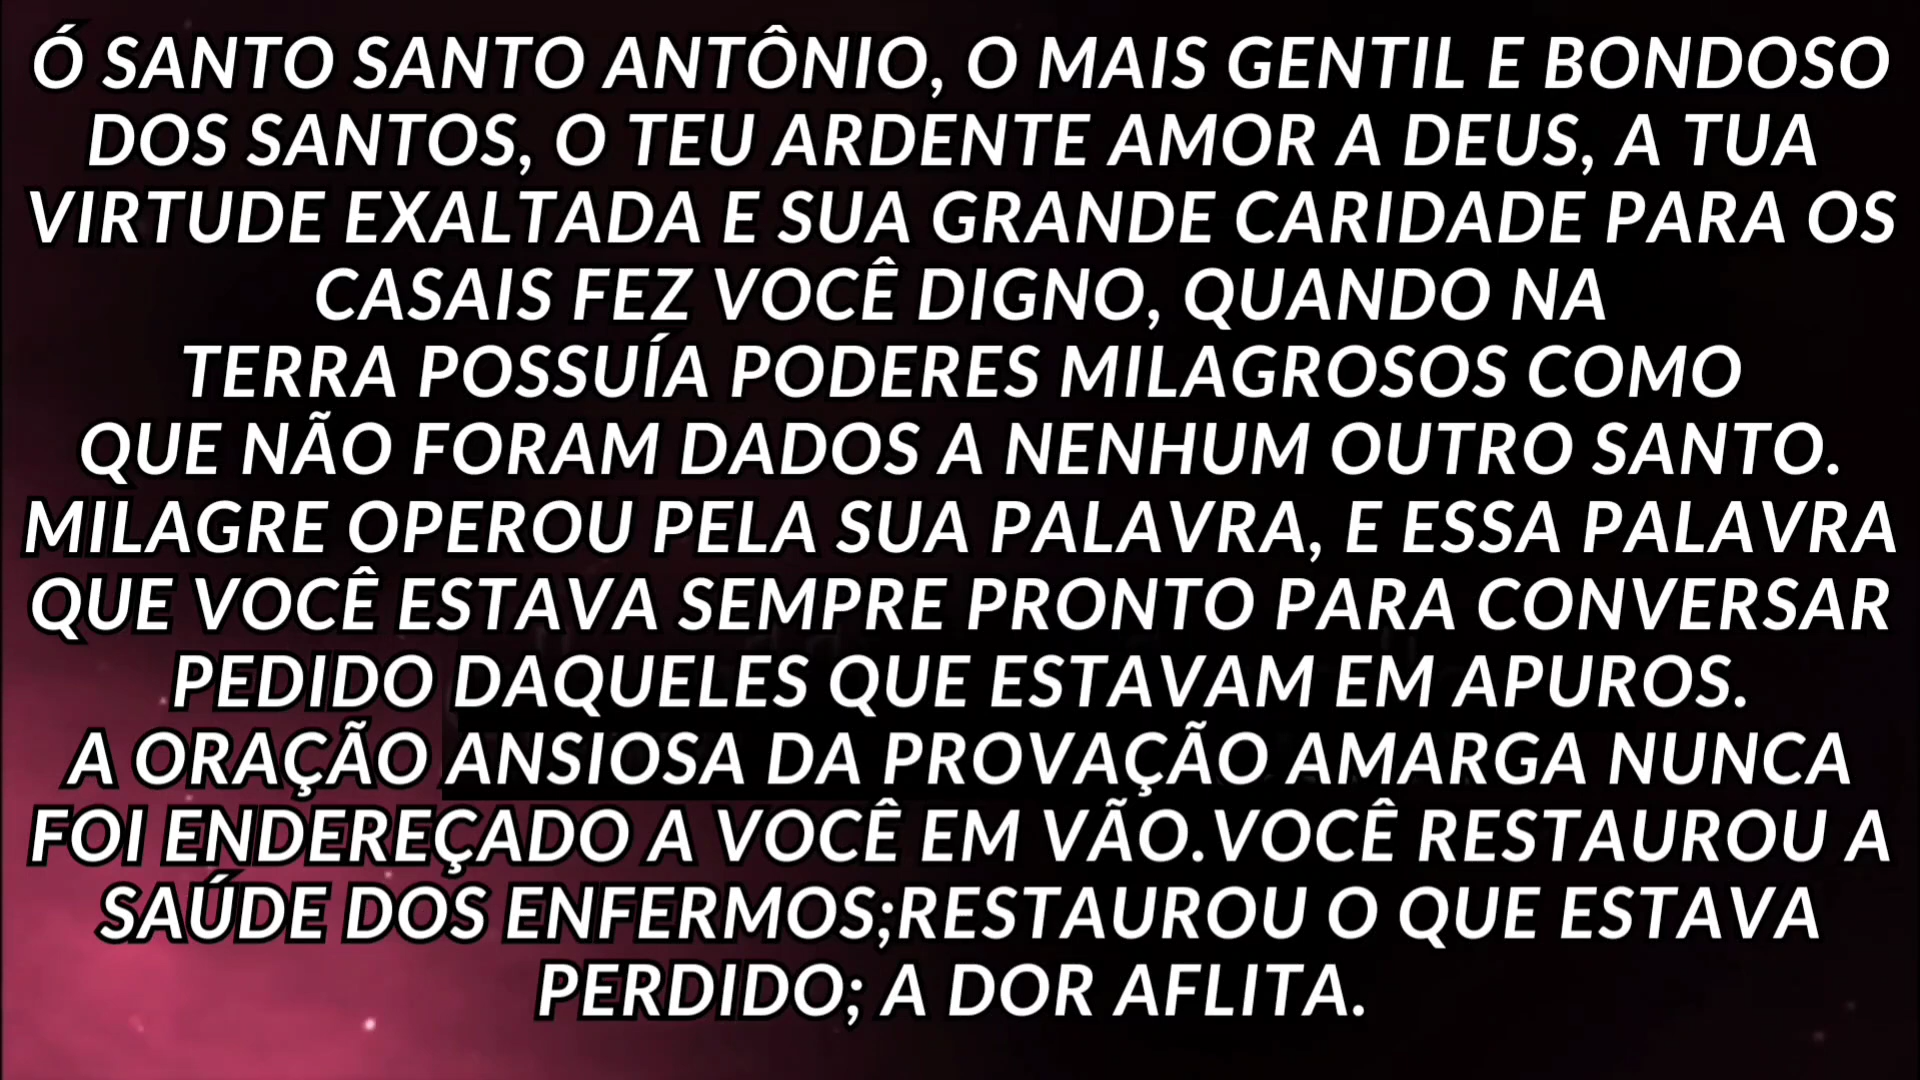 Ó SANTO SANTO ANTÔNIO, O MAIS GENTIL E BONDOSO
DOS SANTOS, O TEU ARDENTE AMOR A DEUS, A TUA
VIRTUDE EXALTADA E SUA GRANDE CARIDADE PARA OS
CASAIS FEZ VOCÊ DIGNO, QUANDO NA
TERRA POSSUÍA PODERES MILAGROSOS COMO
QUE NÃO FORAM DADOS A NENHUM OUTRO SANTO.
MILAGRE OPEROU PELA SUA PALAVRA, E ESSA PALAVRA
QUE VOCÊ ESTAVA SEMPRE PRONTO PARA CONVERSAR
PEDIDO DAQUELES QUE ESTAVAM EM APUROS.
A ORAÇÃO ANSIOSA DA PROVAÇÃO AMARGA NUNCA
FOI ENDEREÇADO A VOCÊ EM VÃO.VOCÊ RESTAUROU A
SAÚDE DOS ENFERMOS;RESTAUROU O QUE ESTAVA
PERDIDO; A DOR AFLITA.